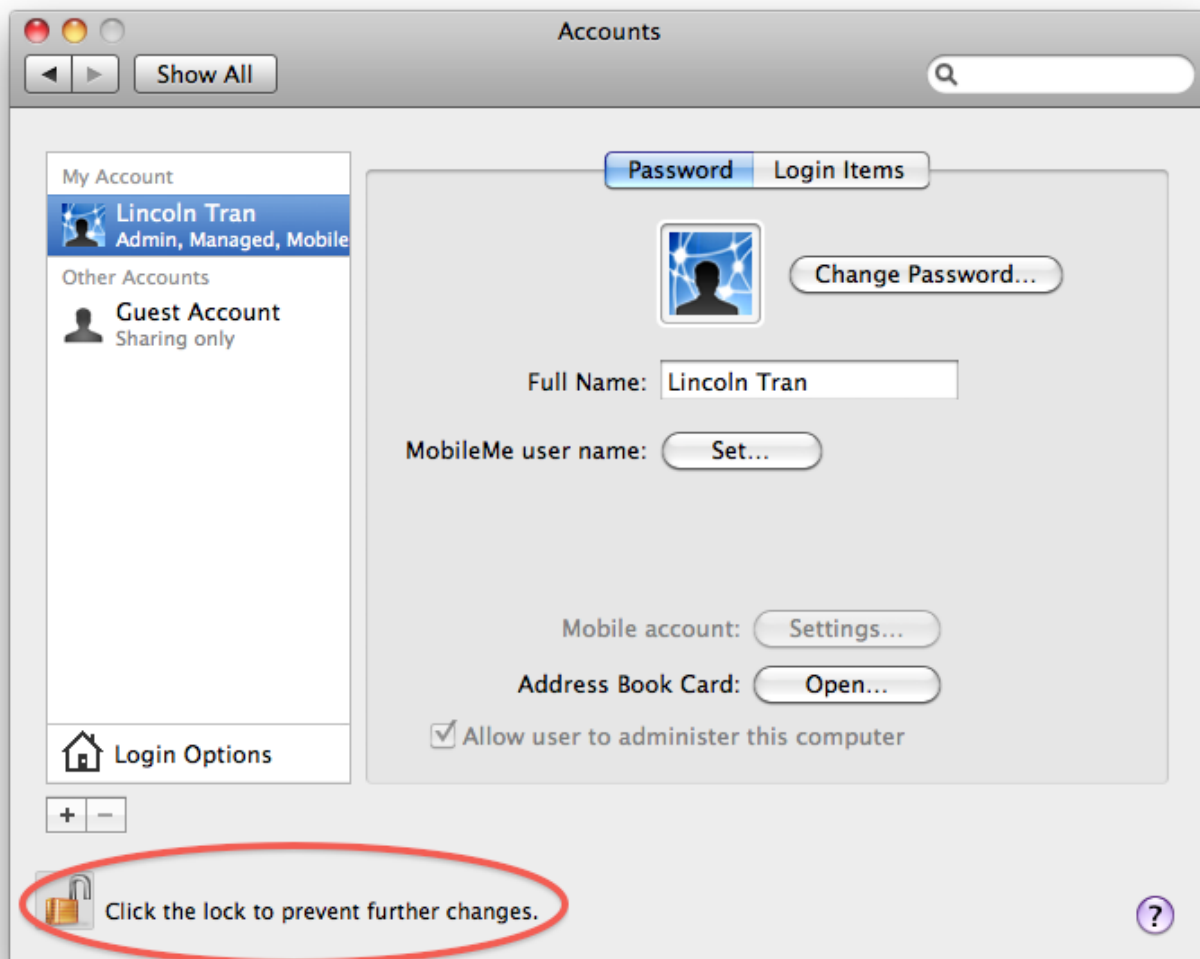 Accounts
Show All
My Account
Lincoln Tran
Admin, Managed, Mobile
Other Accounts
Guest Account
Sharing only
Login Options
+ −
Password Login Items
Change Password...
Full Name: Lincoln Tran
MobileMe user name: Set...
Mobile account: Settings...
Address Book Card: Open...
Allow user to administer this computer
Click the lock to prevent further changes.
?